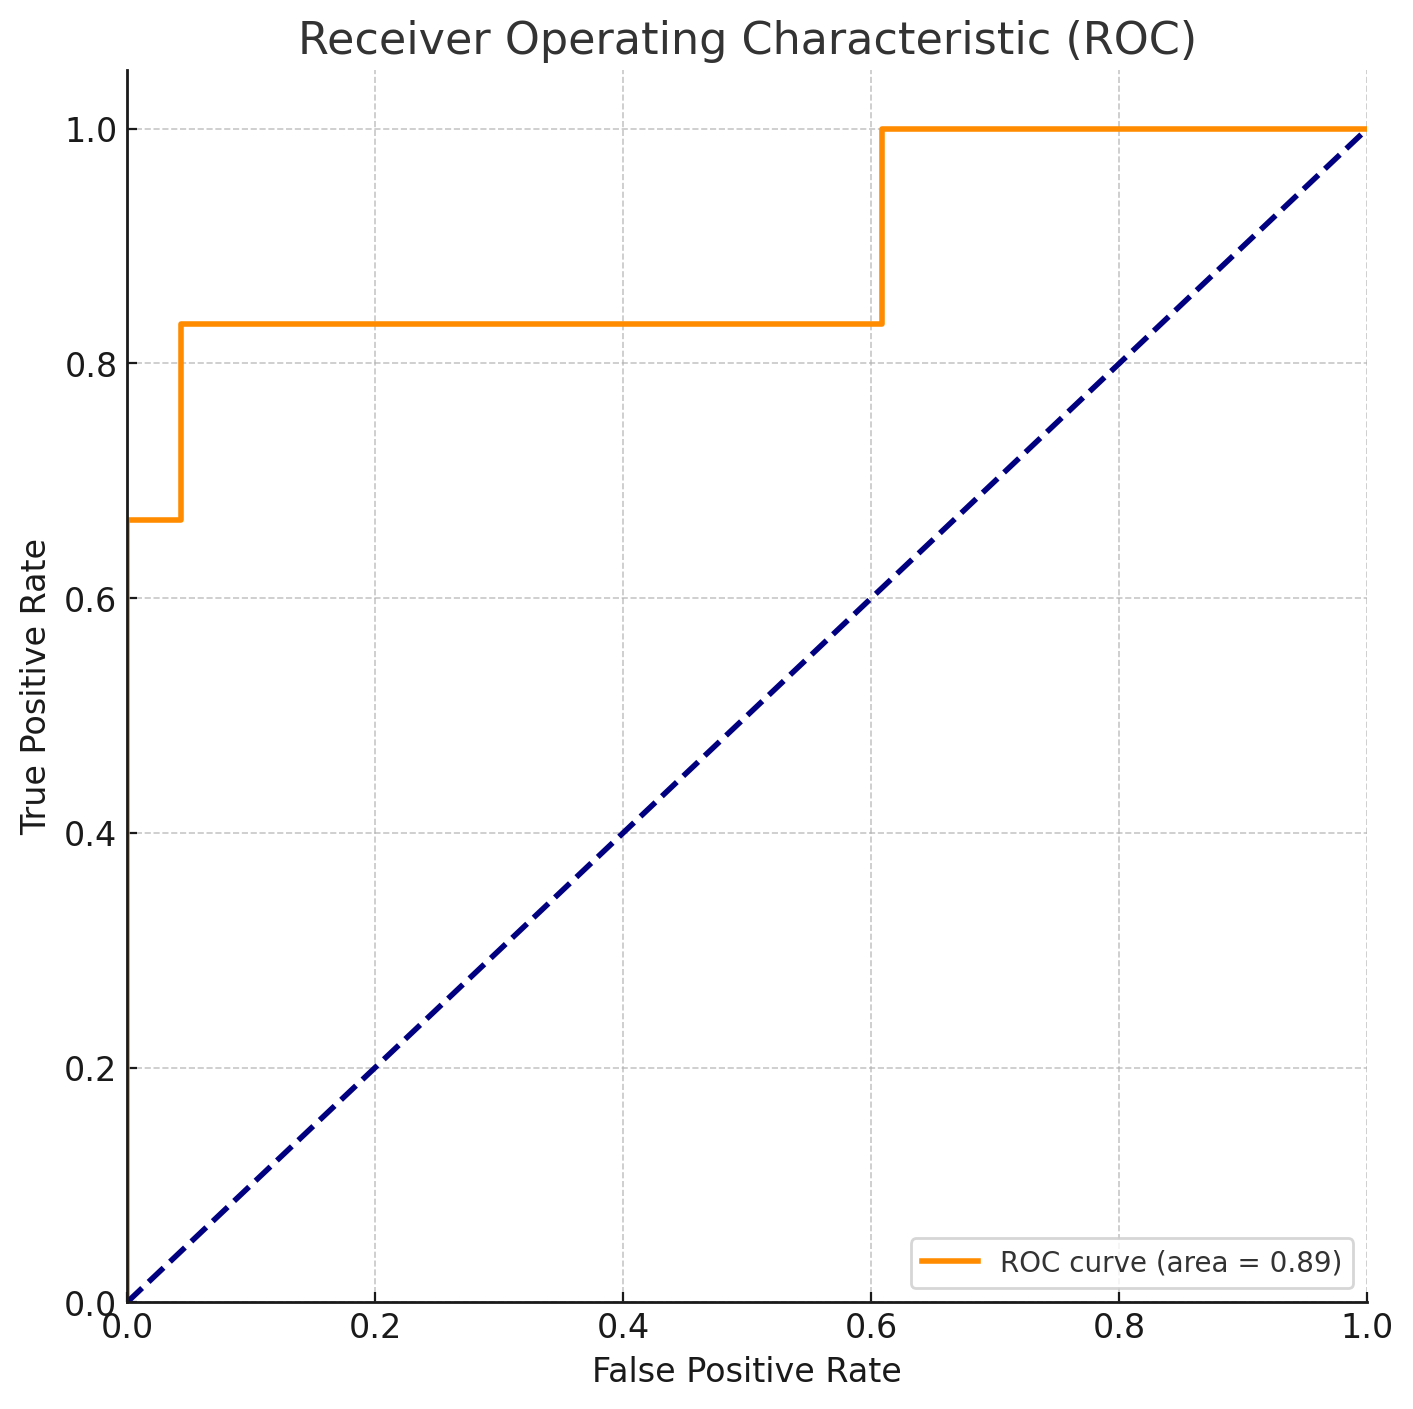 Receiver Operating Characteristic (ROC)
1.0
0.8
0.6
0.4
0.2
0.0
True Positive Rate
ROC curve (area = 0.89)
0.0 0.2 0.4 0.6 0.8 1.0
False Positive Rate